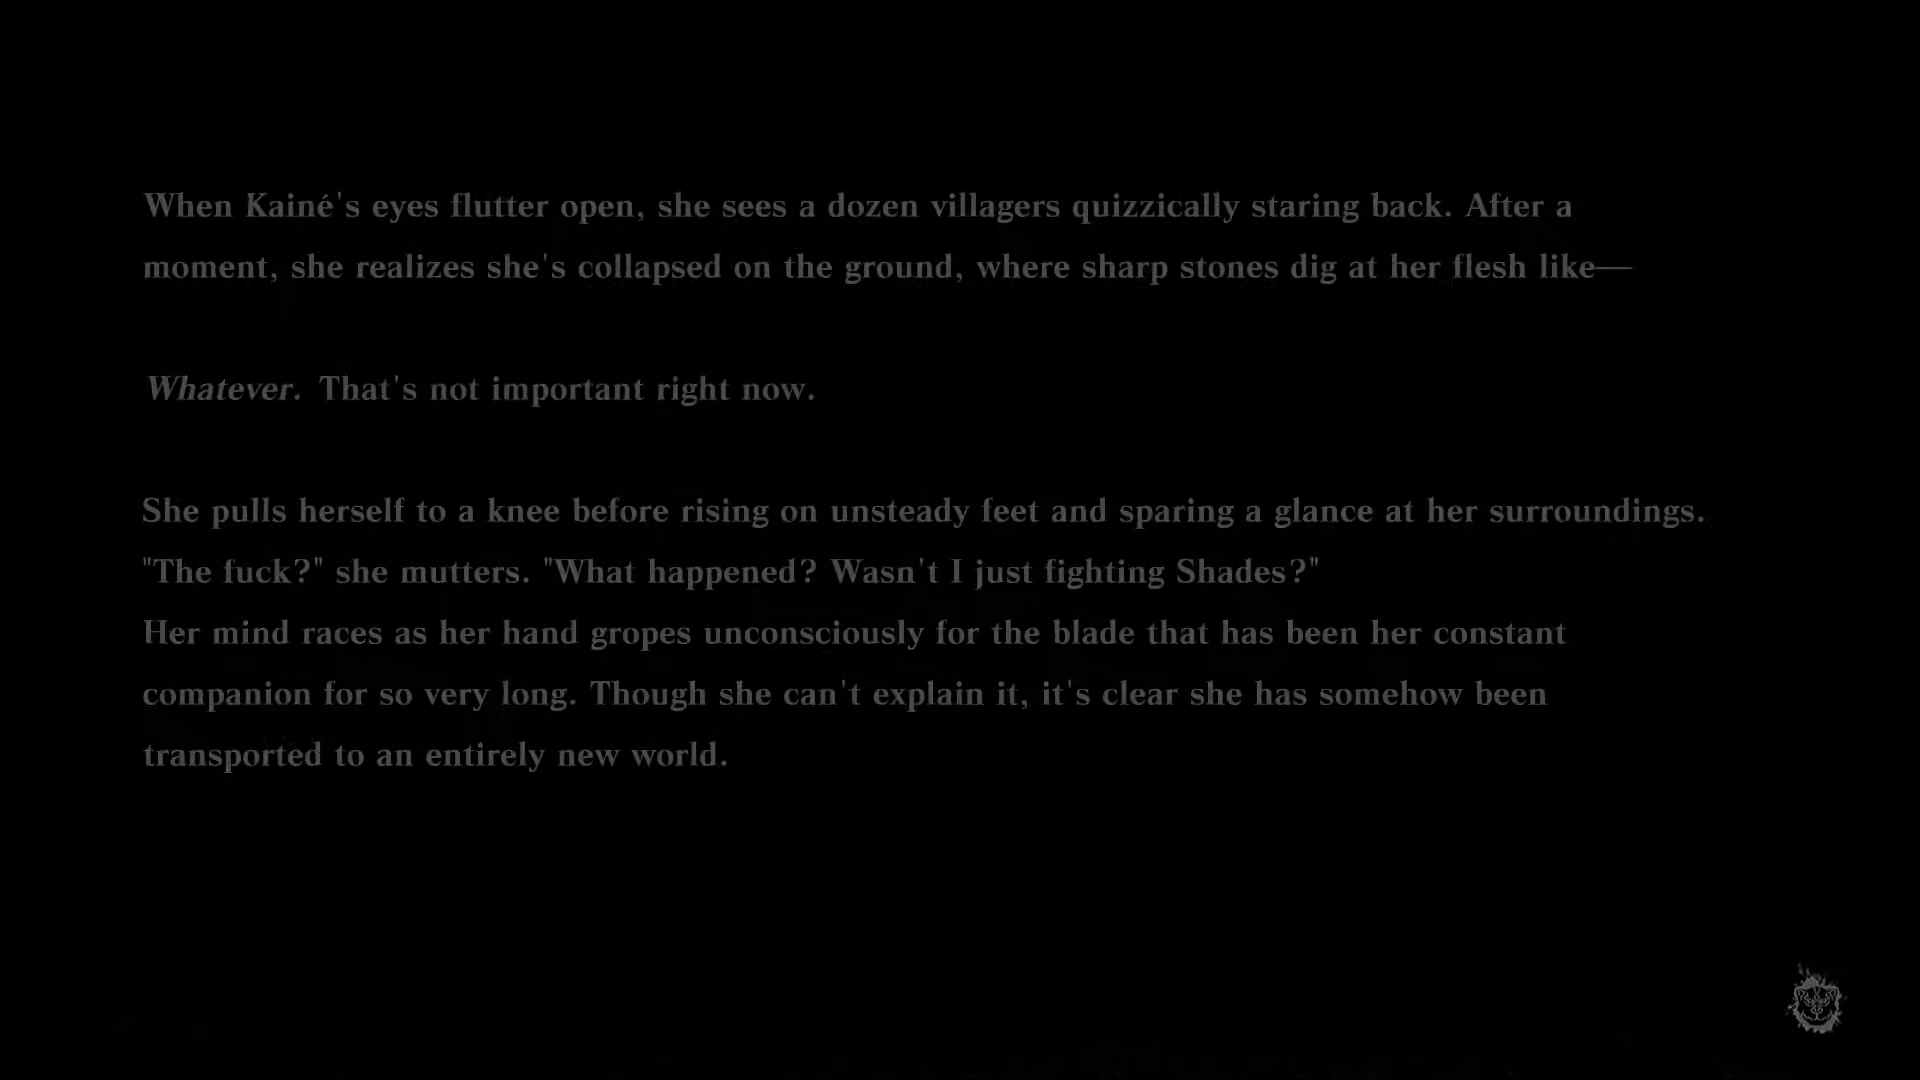 When Kainé's eyes flutter open, she sees a dozen villagers quizzically staring back. After a
moment, she realizes she's collapsed on the ground, where sharp stones dig at her flesh like—
Whatever. That's not important right now.
She pulls herself to a knee before rising on unsteady feet and sparing a glance at her surroundings.
"The fuck?" she mutters. "What happened? Wasn't I just fighting Shades?"
Her mind races as her hand gropes unconsciously for the blade that has been her constant
companion for so very long. Though she can't explain it, it's clear she has somehow been
transported to an entirely new world.